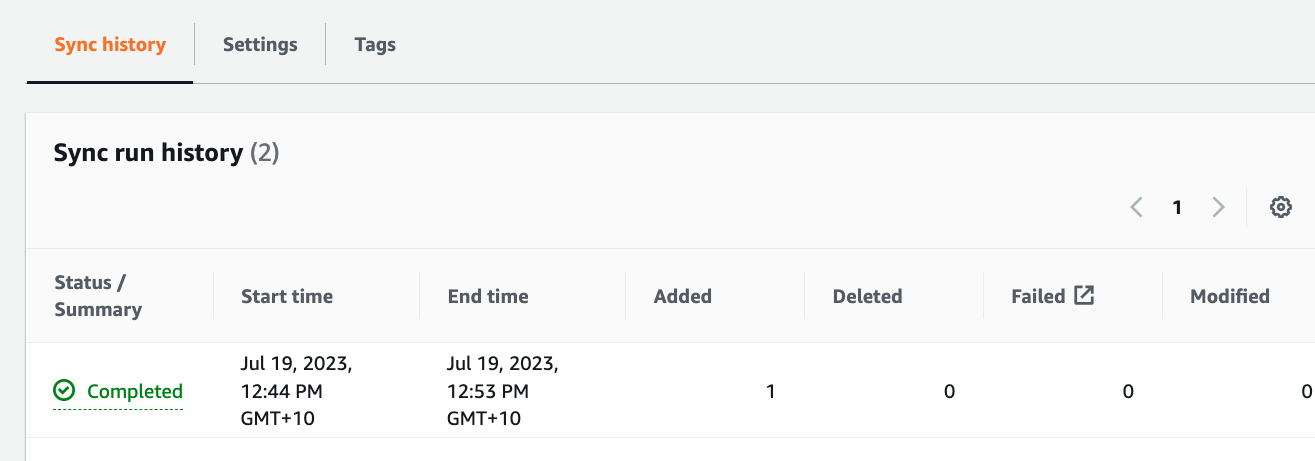 Sync history
Settings
Tags
Sync run history (2)
1
Status /
Summary
Start time
End time
Added
Deleted
Failed
Modified
Completed
Jul 19, 2023,
12:44 PM
GMT+10
Jul 19, 2023,
12:53 PM
GMT+10
1
0
0
0